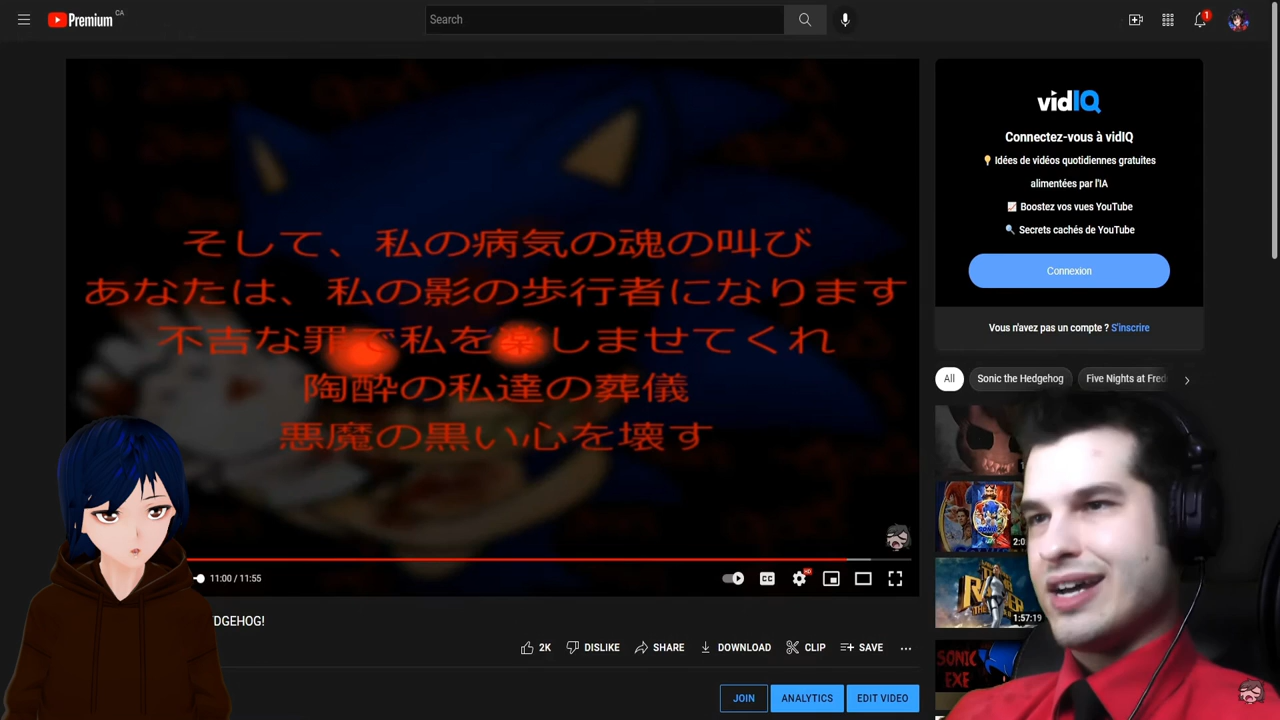 Premium CA
Search
1
そして、私の病気の魂の叫び
あなたは、私の影の歩行者になります
不吉な罪で私を楽しませてくれ
陶酔の私達の葬儀
悪魔の黒い心を壊す
11:00 / 11:55
CC
HD
DGEHOG!
2K
DISLIKE
SHARE
DOWNLOAD
CLIP
SAVE
JOIN
ANALYTICS
EDIT VIDEO
vidIQ
Connectez-vous à vidIQ
Idées de vidéos quotidiennes gratuites
alimentées par l'IA
Boostez vos vues YouTube
Secrets cachés de YouTube
Connexion
Vous n'avez pas un compte ? S'inscrire
All
Sonic the Hedgehog
Five Nights at Fred
2:0
1:57:19
SONIC
EXE